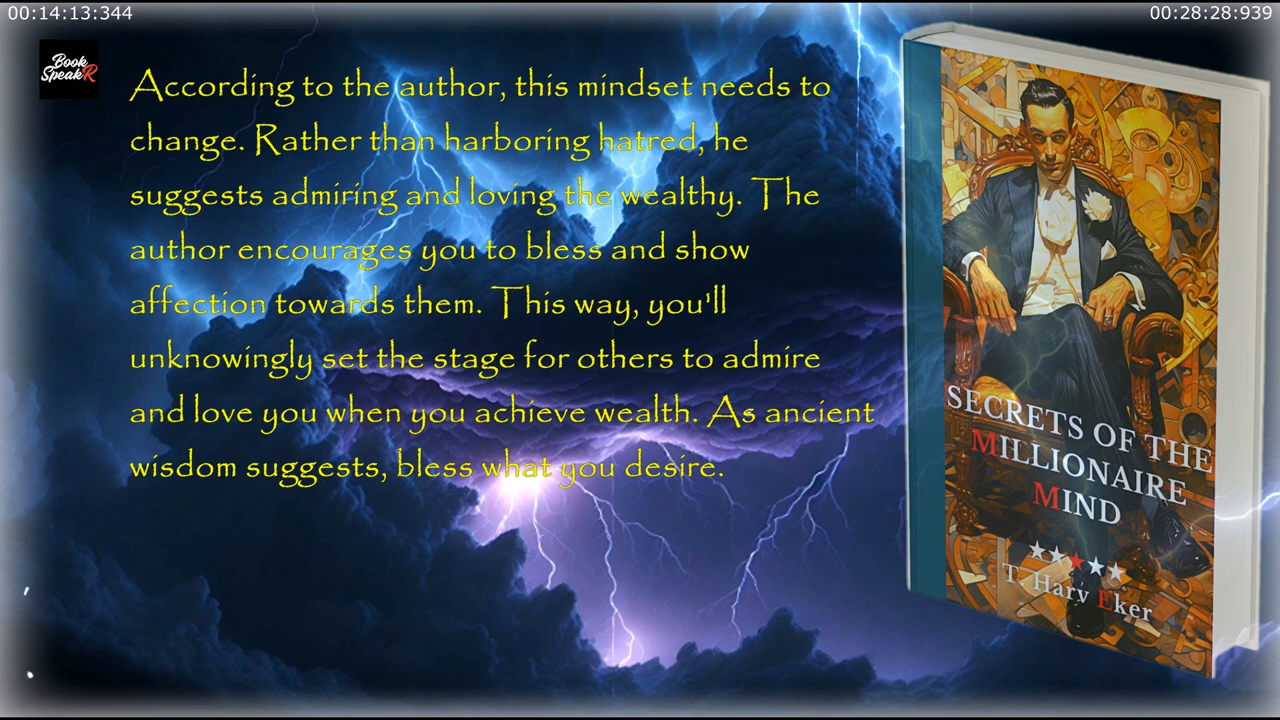 00:14:13:344
00:28:28:939
Book
SpeakR
According to the author, this mindset needs to
change. Rather than harboring hatred, he
suggests admiring and loving the wealthy. The
author encourages you to bless and show
affection towards them. This way, you'll
unknowingly set the stage for others to admire
and love you when you achieve wealth. As ancient
wisdom suggests, bless what you desire.
SECRETS OF THE
MILLIONAIRE
MIND
T. Harv Eker